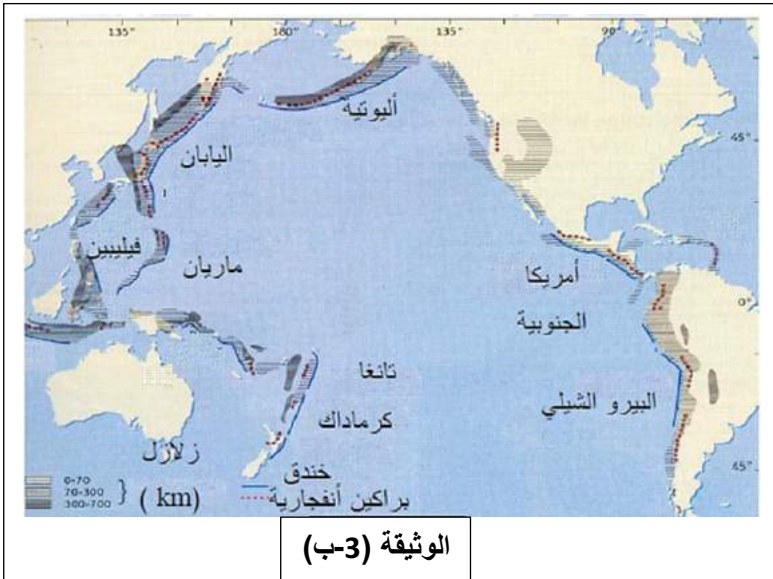 135° 180° 135° 90°
أليوتية
45°
اليابان
فيليبين
ماريان
أمريكا
0°
الجنوبية
تانغا
البيرو الشيلي
كرماداك
زلازل
45°
خندق
0-70
70-300
300-700
( km)
براكين أنفجارية
الوثيقة (3-ب)